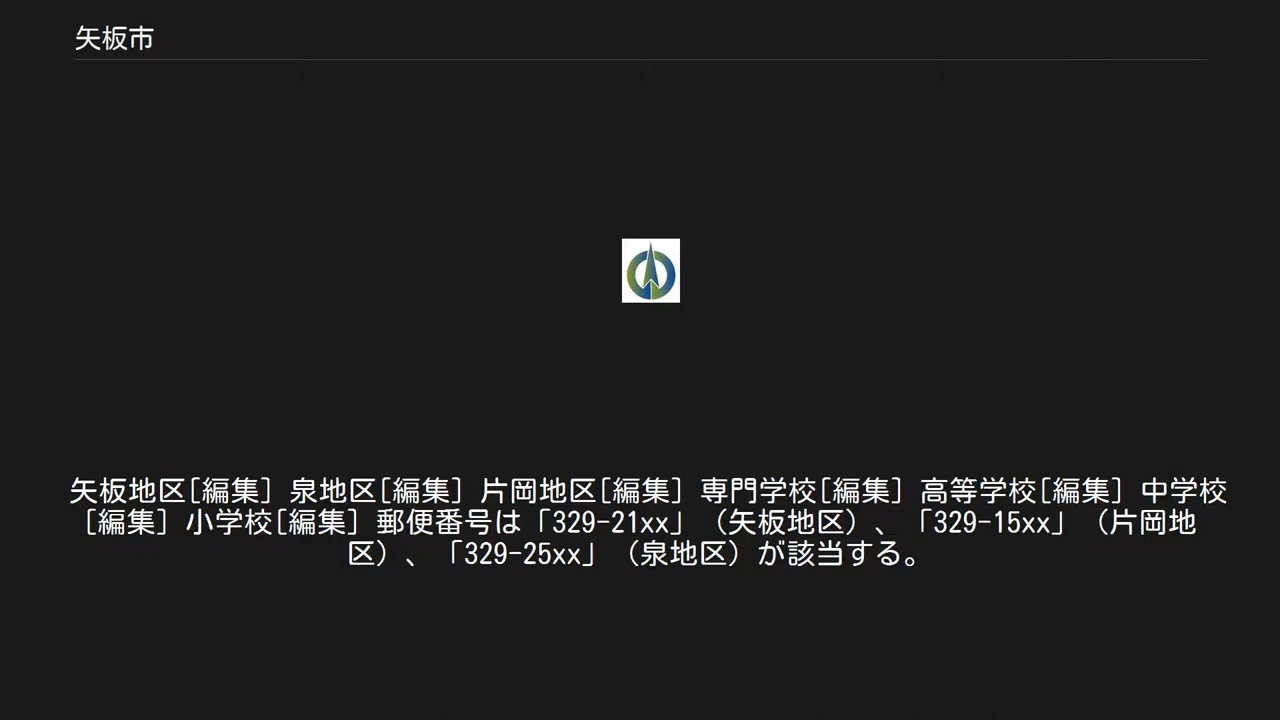 矢板市
矢板地区[編集] 泉地区[編集] 片岡地区[編集] 専門学校[編集] 高等学校[編集] 中学校
[編集] 小学校[編集] 郵便番号は「329-21xx」（矢板地区）、「329-15xx」（片岡地
区）、「329-25xx」（泉地区）が該当する。